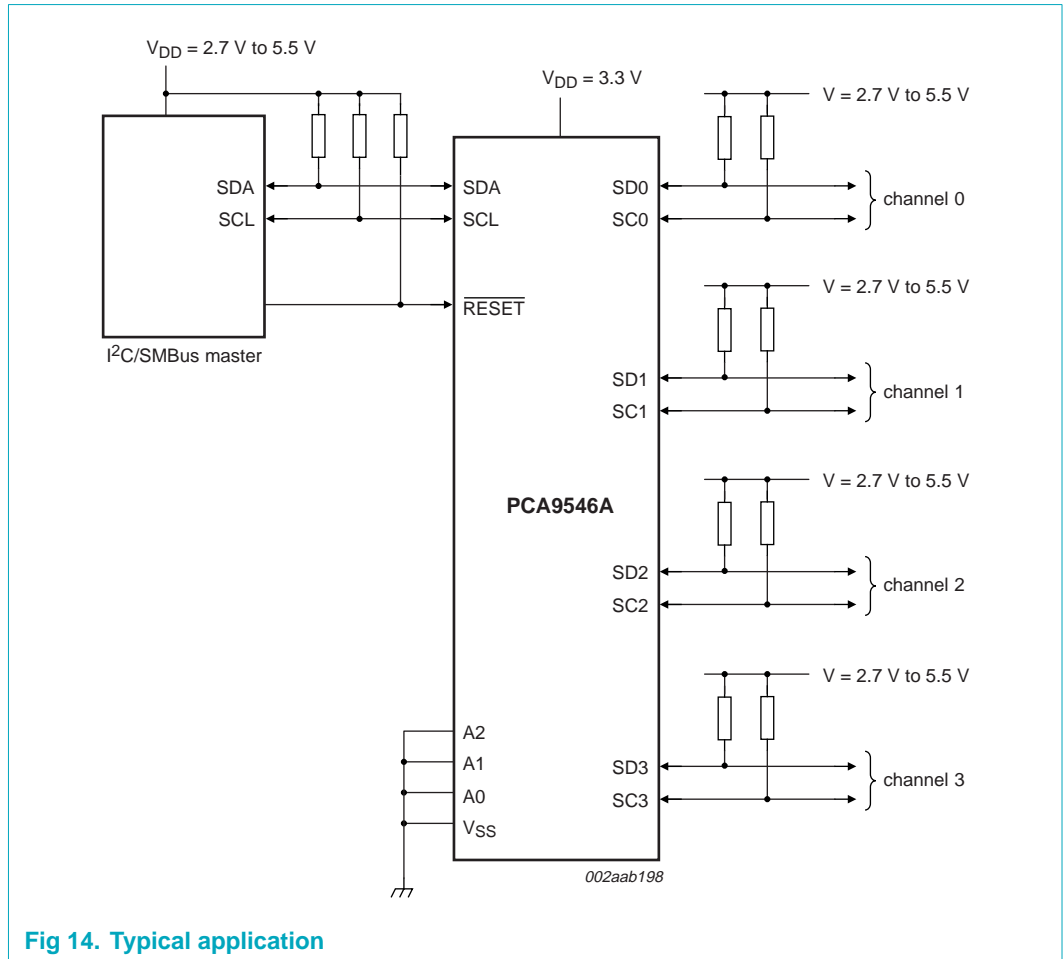 VDD = 2.7 V to 5.5 V
VDD = 3.3 V
V = 2.7 V to 5.5 V
SDA
SCL
SDA
SCL
SD0
SC0
channel 0
RESET
I2C/SMBus master
V = 2.7 V to 5.5 V
SD1
SC1
channel 1
V = 2.7 V to 5.5 V
PCA9546A
SD2
SC2
channel 2
V = 2.7 V to 5.5 V
A2
A1
A0
VSS
SD3
SC3
channel 3
002aab198
Fig 14. Typical application